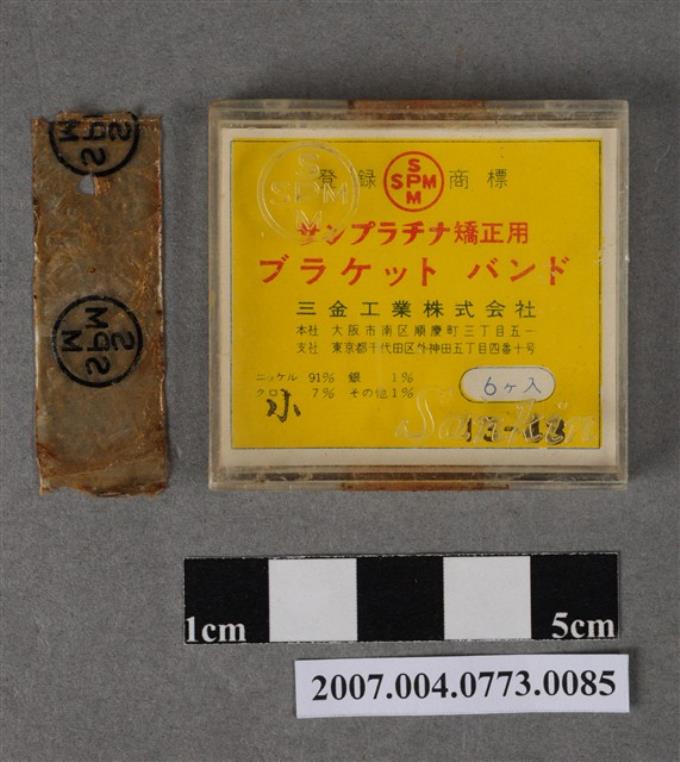 S
SPM
M
S
SPM
M
登録 商標
S
SPM
M
S
SPM
M
サンプラチナ矯正用
ブラケット バンド
三金工業株式会社
本社 大阪市南区順慶町三丁目五一
支社 東京都千代田区外神田五丁目四番十号
ニッケル 91% 銀 1%
クロ 7% その他 1%
6ヶ入
小
Sankin
1cm 5cm
2007.004.0773.0085